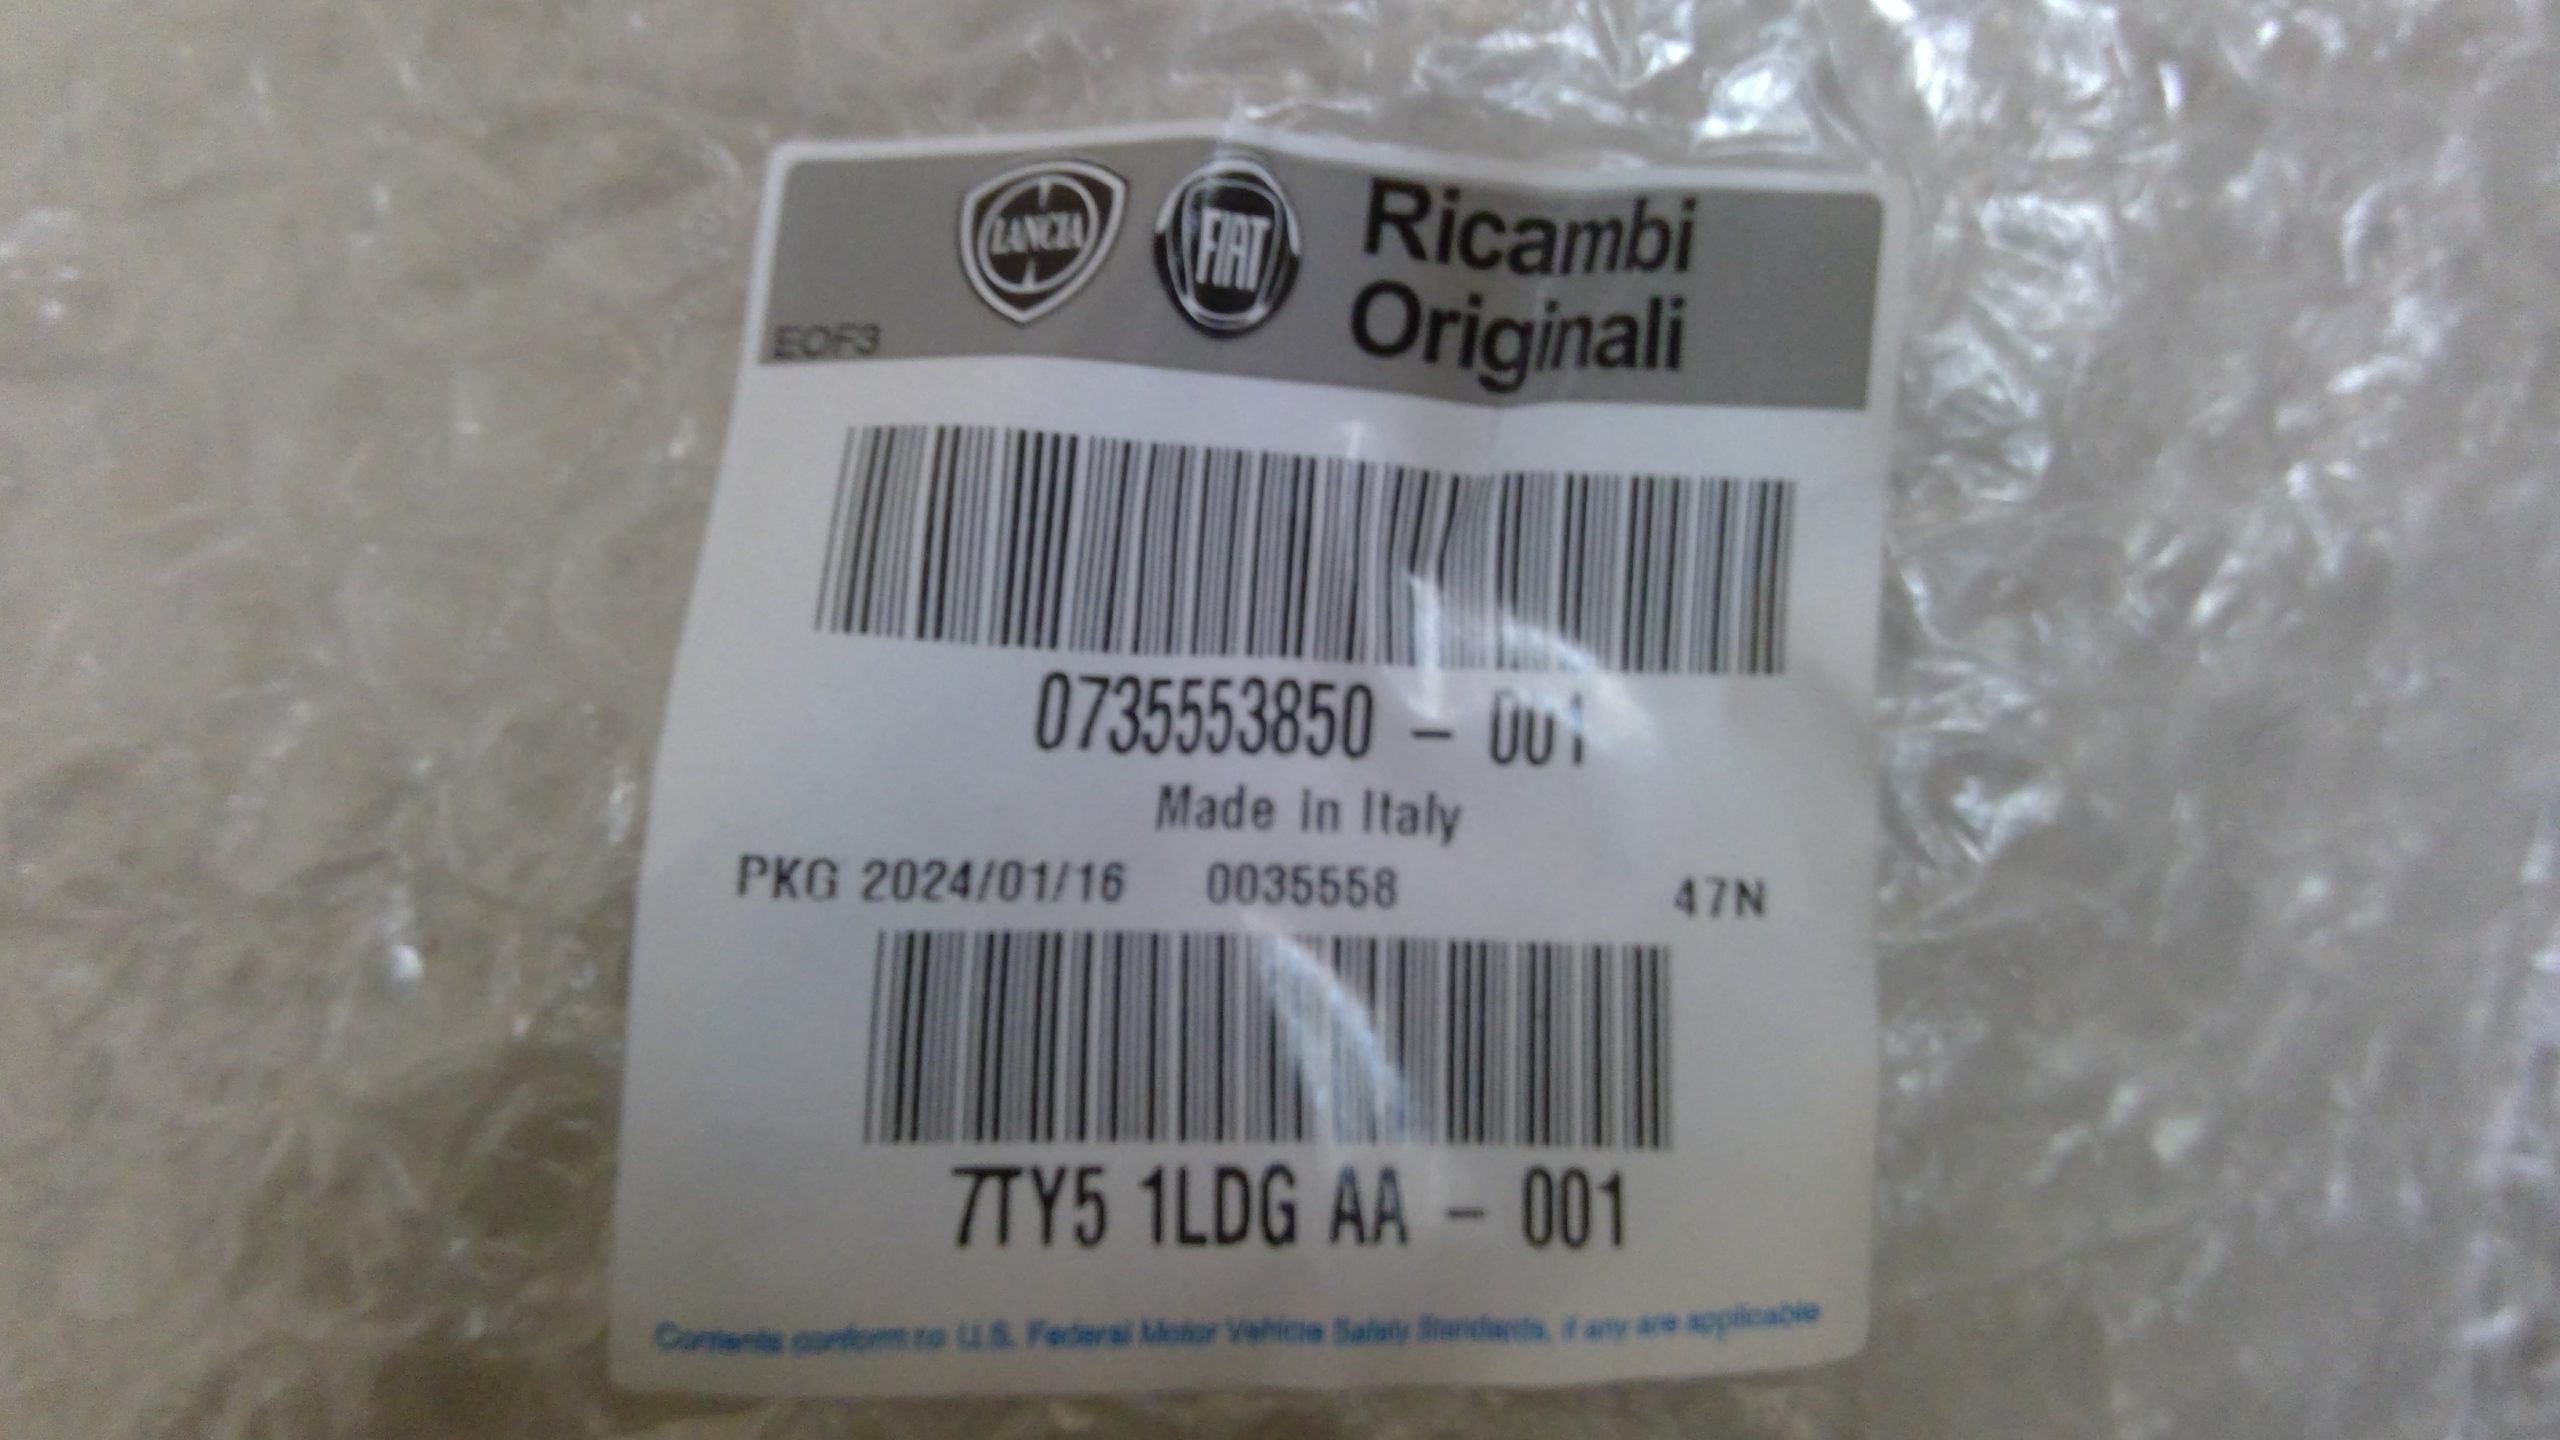 LANCIA FIAT Ricambi
Originali
EOF3
0735553850 - 001
Made in Italy
PKG 2024/01/16 0035558 47N
7TY5 1LDG AA - 001
Contents conform to U.S. Federal Motor Vehicle Safety Standards, if any are applicable